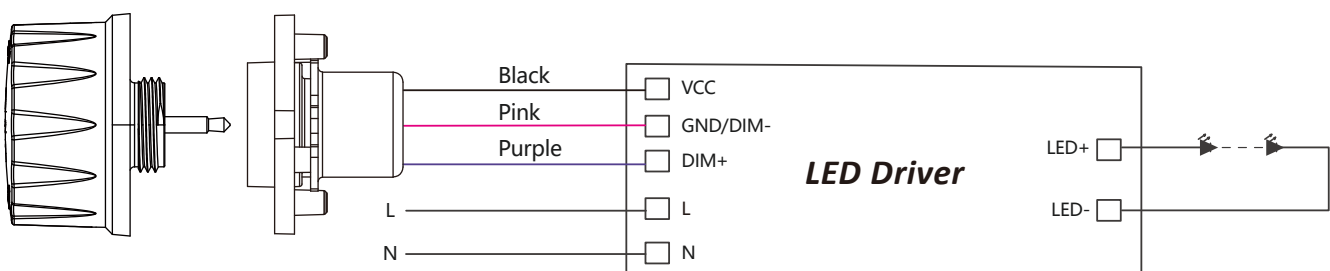 Black
VCC
Pink
GND/DIM-
Purple
DIM+
LED Driver
LED+
L
L
LED-
N
N